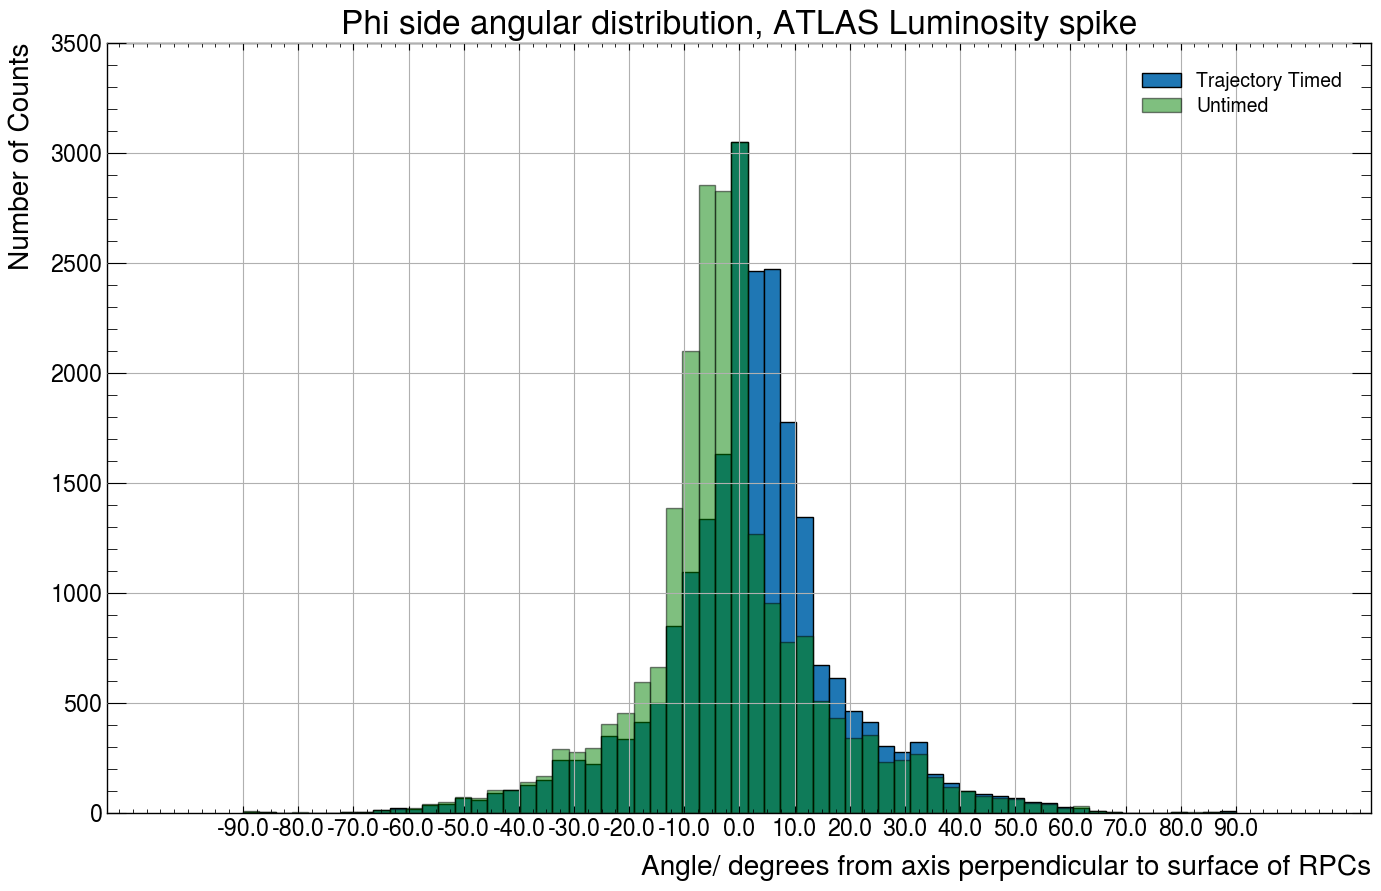 Phi side angular distribution, ATLAS Luminosity spike
Number of Counts
3500
3000
2500
2000
1500
1000
500
0
Trajectory Timed
Untimed
-90.0 -80.0 -70.0 -60.0 -50.0 -40.0 -30.0 -20.0 -10.0 0.0 10.0 20.0 30.0 40.0 50.0 60.0 70.0 80.0 90.0
Angle/ degrees from axis perpendicular to surface of RPCs